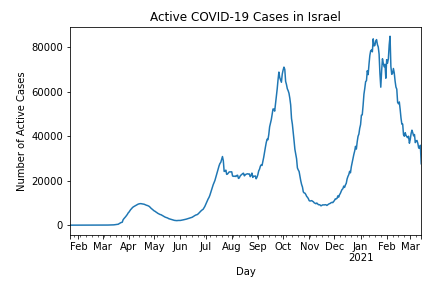 Active COVID-19 Cases in Israel
Number of Active Cases
80000
60000
40000
20000
0
Feb Mar Apr May Jun Jul Aug Sep Oct Nov Dec Jan Feb Mar
2021
Day